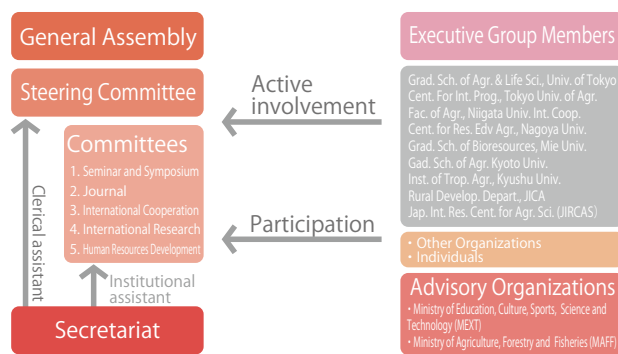 General Assembly
Steering Committee
Committees
1. Seminar and Symposium
2. Journal
3. International Cooperation
4. International Research
5. Human Resources Development
Clerical assistant
Institutional
assistant
Secretariat
Active
involvement
Participation
Executive Group Members
Grad. Sch. of Agr. & Life Sci., Univ. of Tokyo
Cent. For Int. Prog., Tokyo Univ. of Agr.
Fac. of Agr., Niigata Univ. Int. Coop.
Cent. for Res. Edv Agr., Nagoya Univ.
Grad. Sch. of Bioresources, Mie Univ.
Gad. Sch. of Agr. Kyoto Univ.
Inst. of Trop. Agr., Kyushu Univ.
Rural Develop. Depart., JICA
Jap. Int. Res. Cent. for Agr. Sci. (JIRCAS)
・Other Organizations
・Individuals
Advisory Organizations
・Ministry of Education, Culture, Sports, Science and
Technology (MEXT)
・Ministry of Agriculture, Forestry and Fisheries (MAFF)